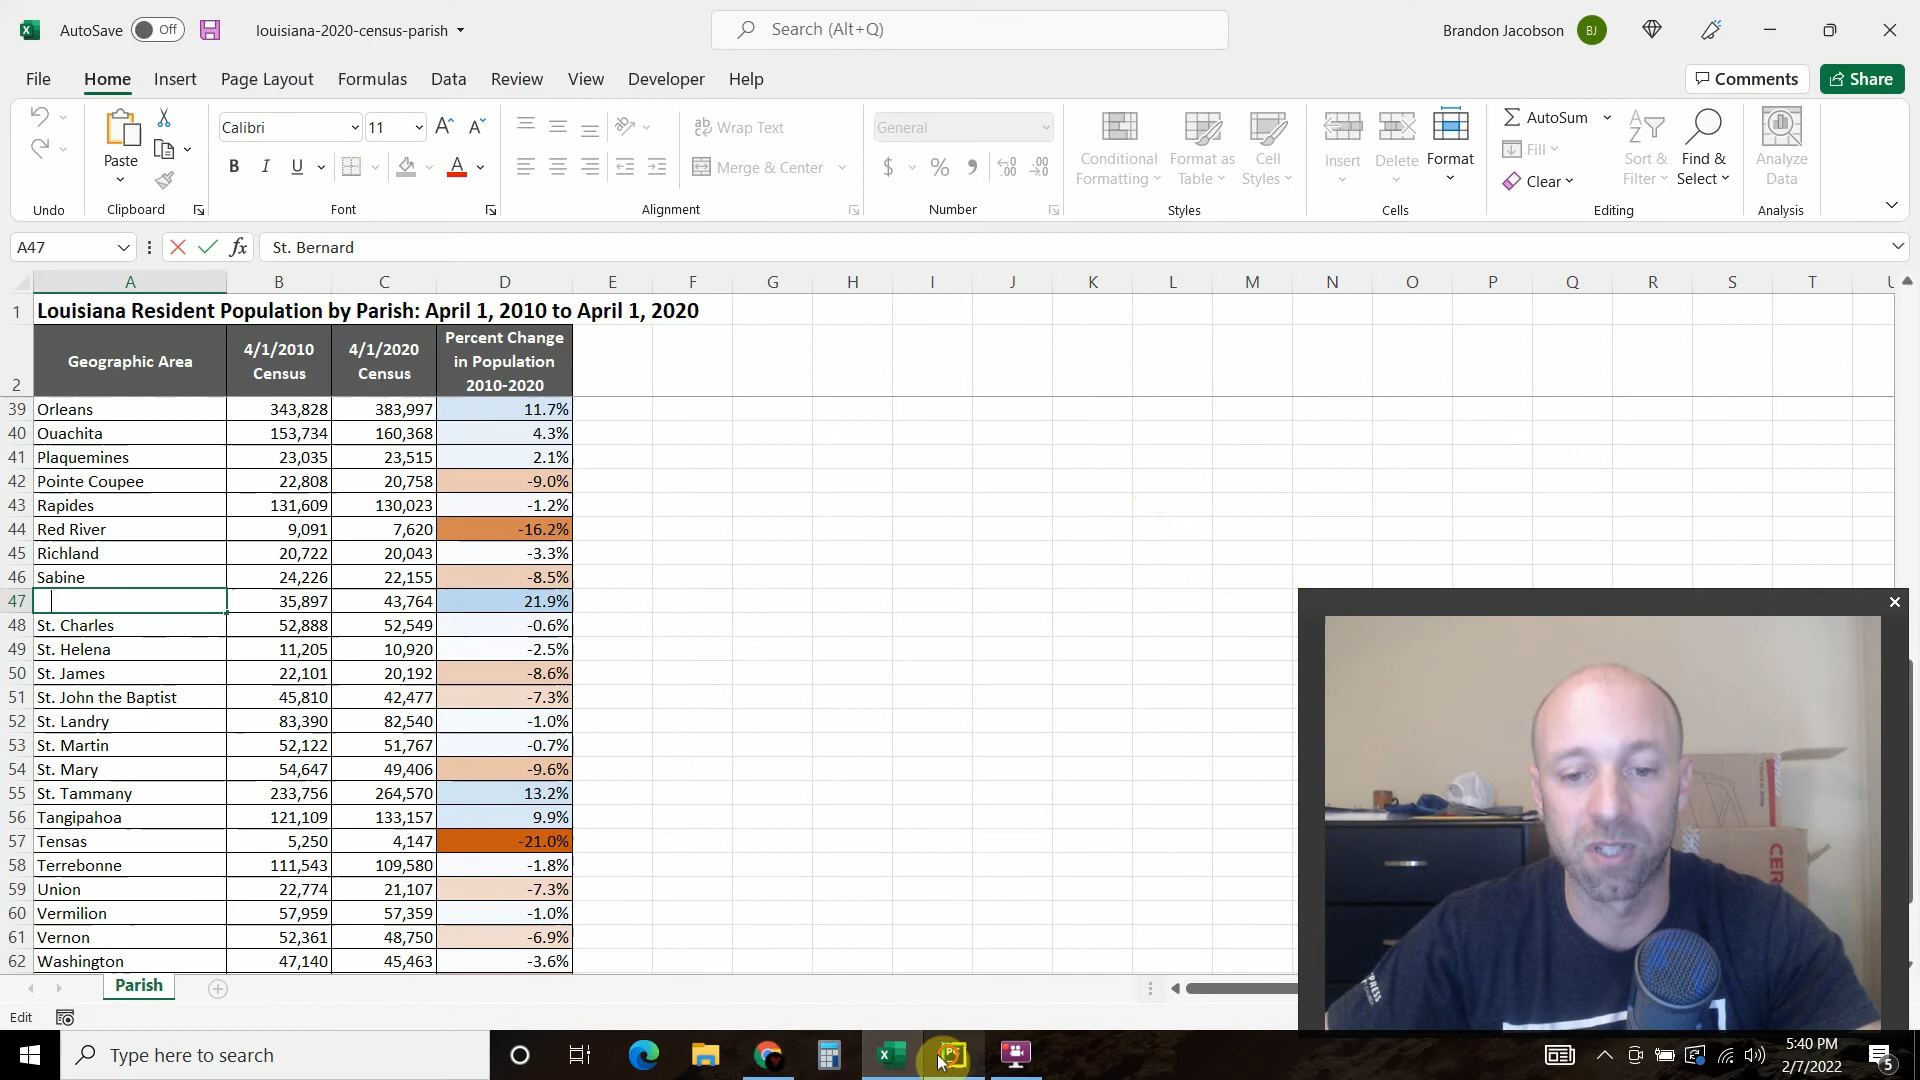 AutoSave Off louisiana-2020-census-parish Search (Alt+Q) Brandon Jacobson BJ
File Home Insert Page Layout Formulas Data Review View Developer Help Comments Share
Calibri 11 Wrap Text General AutoSum
Paste B I U Merge & Center $ % Conditional Formatting Format as Table Cell Styles Insert Delete Format Fill Clear Sort & Filter Find & Select Analyze Data
Undo Clipboard Font Alignment Number Styles Cells Editing Analysis
A47 fx St. Bernard
A B C D E F G H I J K L M N O P Q R S T
1 Louisiana Resident Population by Parish: April 1, 2010 to April 1, 2020
2 Geographic Area 4/1/2010 Census 4/1/2020 Census Percent Change in Population 2010-2020
39 Orleans 343,828 383,997 11.7%
40 Ouachita 153,734 160,368 4.3%
41 Plaquemines 23,035 23,515 2.1%
42 Pointe Coupee 22,808 20,758 -9.0%
43 Rapides 131,609 130,023 -1.2%
44 Red River 9,091 7,620 -16.2%
45 Richland 20,722 20,043 -3.3%
46 Sabine 24,226 22,155 -8.5%
47 35,897 43,764 21.9%
48 St. Charles 52,888 52,549 -0.6%
49 St. Helena 11,205 10,920 -2.5%
50 St. James 22,101 20,192 -8.6%
51 St. John the Baptist 45,810 42,477 -7.3%
52 St. Landry 83,390 82,540 -1.0%
53 St. Martin 52,122 51,767 -0.7%
54 St. Mary 54,647 49,406 -9.6%
55 St. Tammany 233,756 264,570 13.2%
56 Tangipahoa 121,109 133,157 9.9%
57 Tensas 5,250 4,147 -21.0%
58 Terrebonne 111,543 109,580 -1.8%
59 Union 22,774 21,107 -7.3%
60 Vermilion 57,959 57,359 -1.0%
61 Vernon 52,361 48,750 -6.9%
62 Washington 47,140 45,463 -3.6%
Parish
Edit
Type here to search 5:40 PM
2/7/2022 5